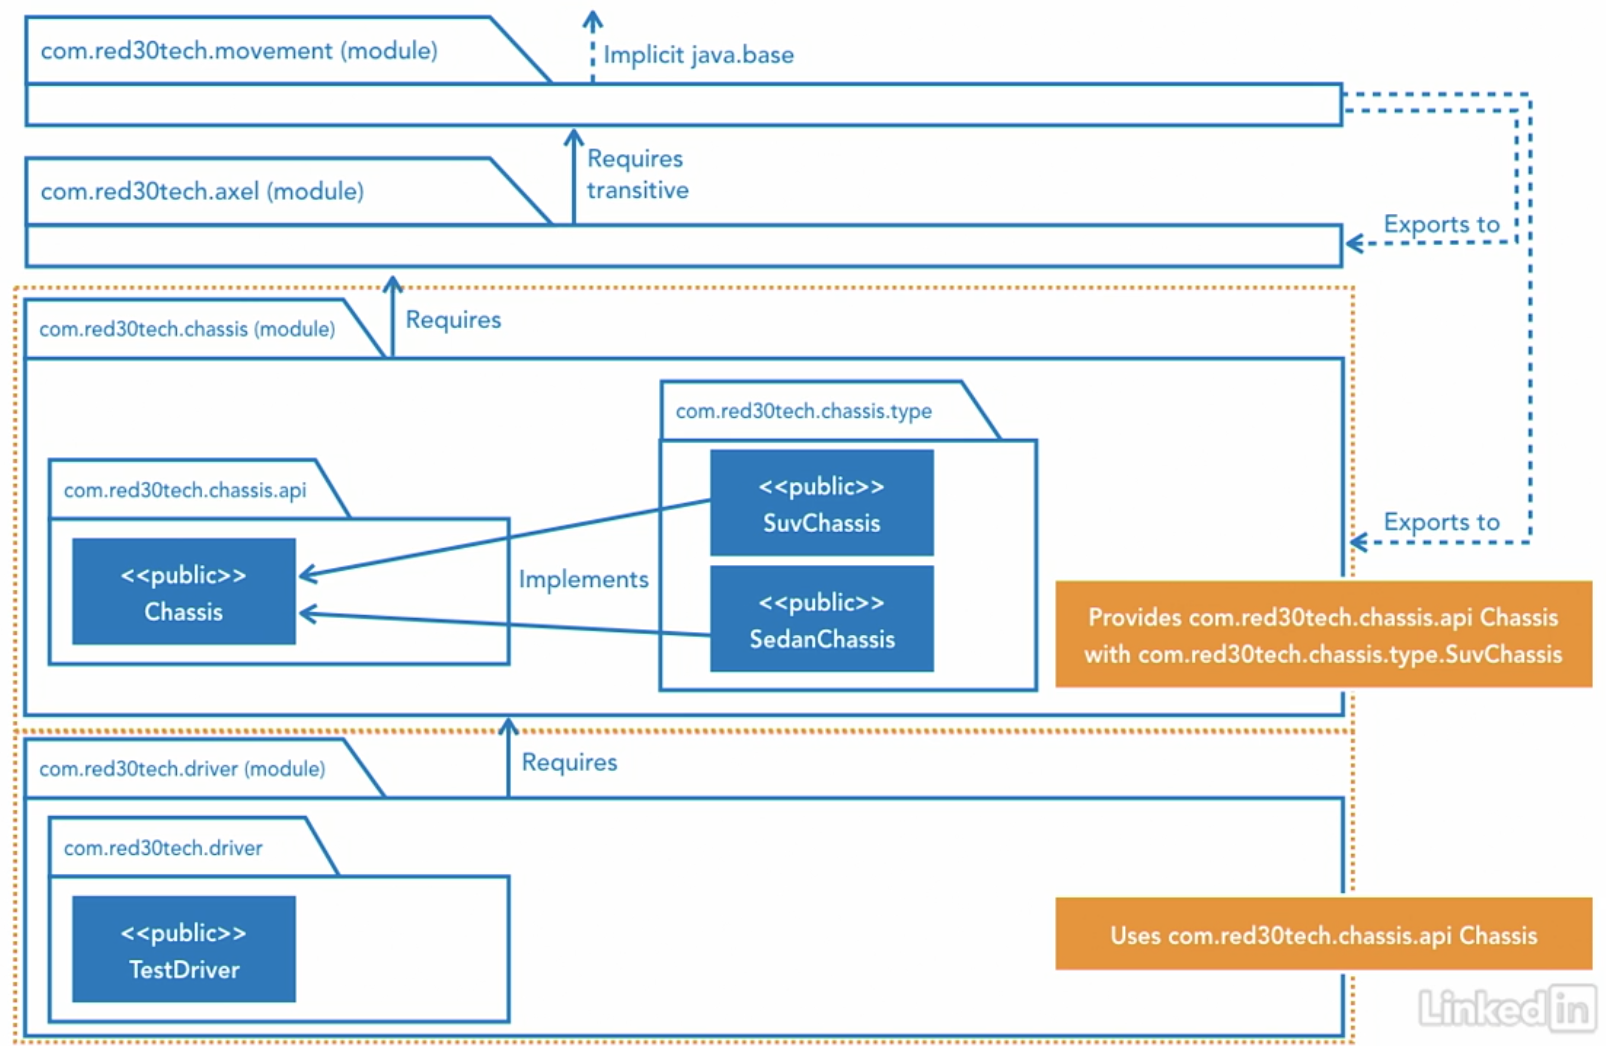 com.red30tech.movement (module)
Implicit java.base
Requires
transitive
com.red30tech.axel (module)
Exports to
com.red30tech.chassis (module)
Requires
com.red30tech.chassis.type
<<public>>
SuvChassis
com.red30tech.chassis.api
<<public>>
Chassis
Implements
<<public>>
SedanChassis
Exports to
Provides com.red30tech.chassis.api Chassis
with com.red30tech.chassis.type.SuvChassis
com.red30tech.driver (module)
Requires
com.red30tech.driver
<<public>>
TestDriver
Uses com.red30tech.chassis.api Chassis
Linked in